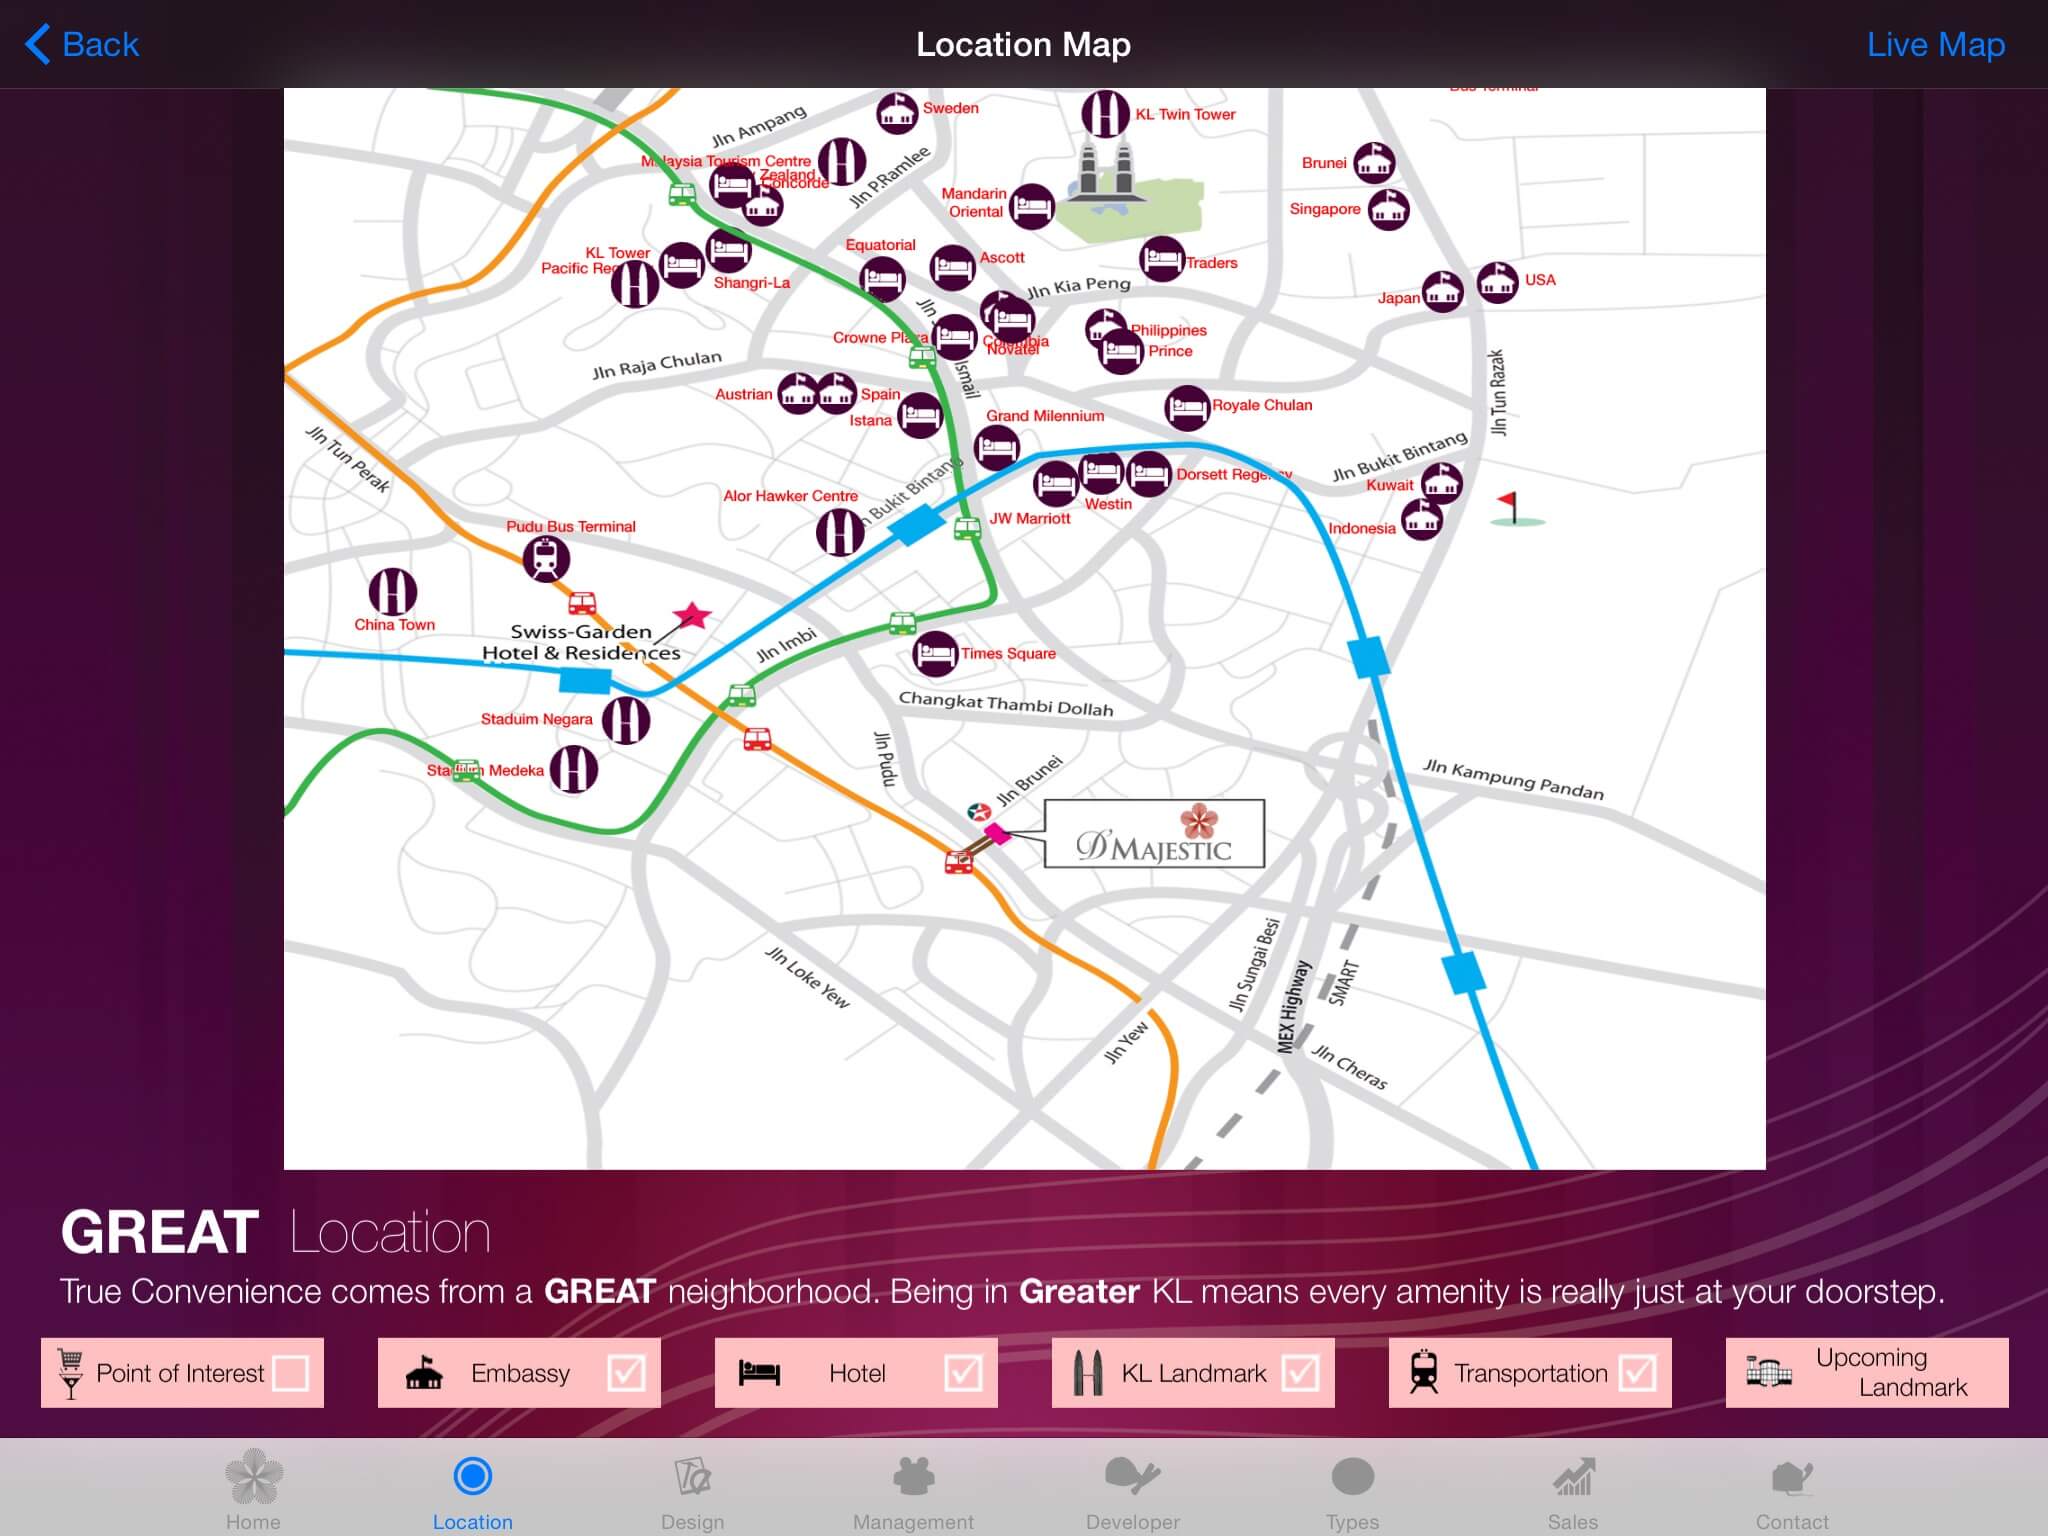 Back
Location Map
Live Map
Bus Terminal
Jln Ampang
Sweden
KL Twin Tower
Malaysia Tourism Centre
Zealand
Concorde
Jln P.Ramlee
Brunei
Mandarin
Oriental
Singapore
KL Tower
Pacific
Shangri-La
Equatorial
Ascott
Traders
Jln Kia Peng
Japan
USA
Crowne Plaza
Novatel
Philippines
Prince
Jln
Ismail
Jln Raja Chulan
Jln Tun Razak
Austrian
Spain
Istana
Grand Milennium
Royale Chulan
Jln Tun Perak
Jln Bukit Bintang
Bukit Bintang
Kuwait
Dorsett Regency
Westin
JW Marriott
Alor Hawker Centre
Indonesia
Pudu Bus Terminal
China Town
Swiss-Garden
Hotel & Residences
Jln Imbi
Times Square
Changkat Thambi Dollah
Staduim Negara
Jln Pudu
Medeka
Jln Brunei
Jln Kampung Pandan
D'MAJESTIC
Jln Loke Yew
Jln Sungai Besi
MEX Highway
SMART
Jln Yew
Jln Cheras
GREAT Location
True Convenience comes from a GREAT neighborhood. Being in Greater KL means every amenity is really just at your doorstep.
Point of Interest
Embassy
Hotel
KL Landmark
Transportation
Upcoming
Landmark
Home
Location
Design
Management
Developer
Types
Sales
Contact